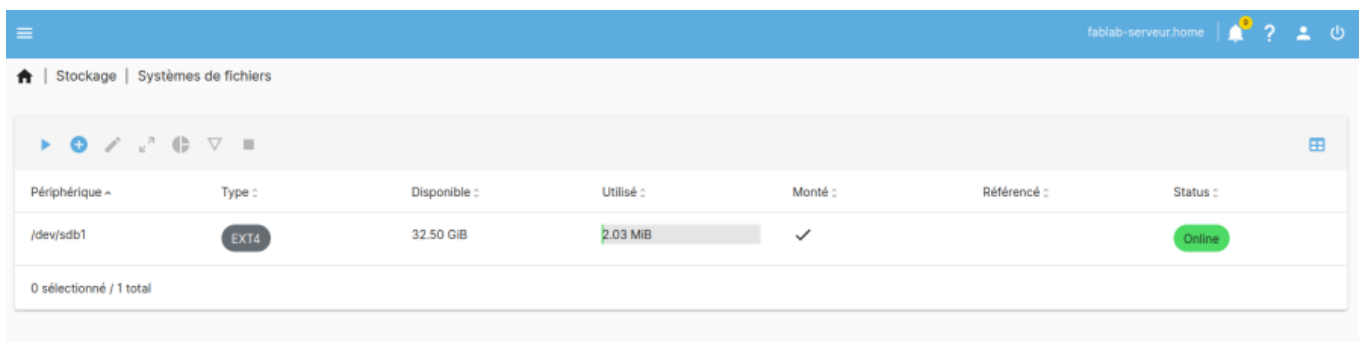 fablab-serveur.home
Stockage | Systèmes de fichiers
Périphérique Type Disponible Utilisé Monté Référencé Status
/dev/sdb1 EXT4 32.50 GiB 2.03 MiB Online
0 sélectionné / 1 total